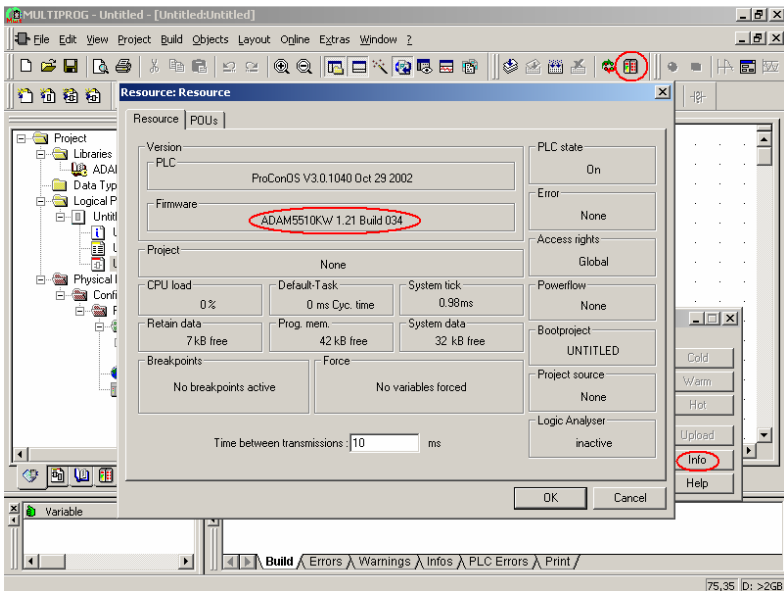 MULTIPROG - Untitled - [Untitled:Untitled]
File Edit View Project Build Objects Layout Online Extras Window ?
Resource: Resource
Resource POUs
Project
Libraries
ADA
Data Typ
Logical P
Untitl
U
U
U
Physical
Confi
Version
PLC
ProConOS V3.0.1040 Oct 29 2002
Firmware
ADAM5510KW 1.21 Build 034
Project
None
CPU load
0%
Default-Task
0 ms Cyc. time
System tick
0.98ms
Retain data
7 kB free
Prog. mem.
42 kB free
System data
32 kB free
Breakpoints
No breakpoints active
Force
No variables forced
Time between transmissions : 10 ms
PLC state
On
Error
None
Access rights
Global
Powerflow
None
Bootproject
UNTITLED
Project source
None
Logic Analyser
inactive
OK Cancel
Cold
Warm
Hot
Upload
Info
Help
Variable
Build Errors Warnings Infos PLC Errors Print
75,35 D: >2GB